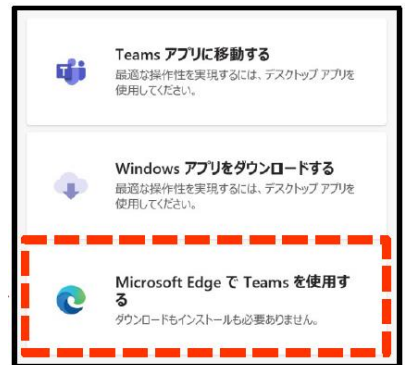 Teams アプリに移動する
最適な操作性を実現するには、デスクトップ アプリを
使用してください。
Windows アプリをダウンロードする
最適な操作性を実現するには、デスクトップ アプリを
使用してください。
Microsoft Edge で Teams を使用す
る
ダウンロードもインストールも必要ありません。